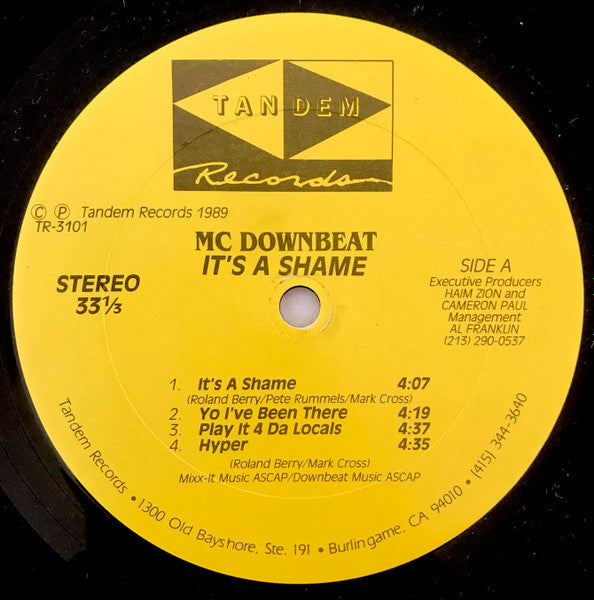 TANDEM
Records
© ℗ Tandem Records 1989
TR-3101
MC DOWNBEAT
IT'S A SHAME
STEREO
33⅓
SIDE A
Executive Producers
HAIM ZION and
CAMERON PAUL
Management
AL FRANKLIN
(213) 290-0537
1. It's A Shame 4:07
(Roland Berry/Pete Rummels/Mark Cross)
2. Yo I've Been There 4:19
3. Play It 4 Da Locals 4:37
4. Hyper 4:35
(Roland Berry/Mark Cross)
Mixx-It Music ASCAP/Downbeat Music ASCAP
Tandem Records • 1300 Old Bayshore, Ste. 191 • Burlingame, CA 94010 • (415) 344-3640